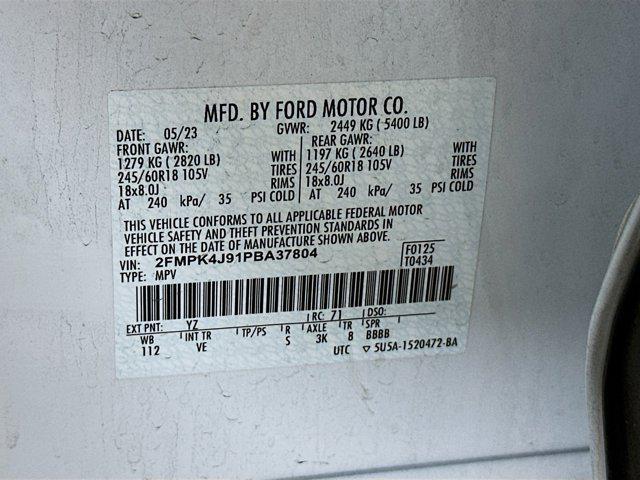 MFD. BY FORD MOTOR CO.
DATE: 05/23 GVWR: 2449 KG ( 5400 LB)
FRONT GAWR: REAR GAWR:
1279 KG ( 2820 LB) WITH 1197 KG ( 2640 LB) WITH
245/60R18 105V TIRES 245/60R18 105V TIRES
18x8.0J RIMS 18x8.0J RIMS
AT 240 kPa/ 35 PSI COLD AT 240 kPa/ 35 PSI COLD
THIS VEHICLE CONFORMS TO ALL APPLICABLE FEDERAL MOTOR
VEHICLE SAFETY AND THEFT PREVENTION STANDARDS IN
EFFECT ON THE DATE OF MANUFACTURE SHOWN ABOVE.
VIN: 2FMPK4J91PBA37804 F0125
TYPE: MPV T0434
EXT PNT: YZ RC: 71 DSO:
WB INT TR TP/PS R AXLE TR SPR
112 VE S 3K 8 BBBB
UTC ▽ 5U5A-1520472-BA